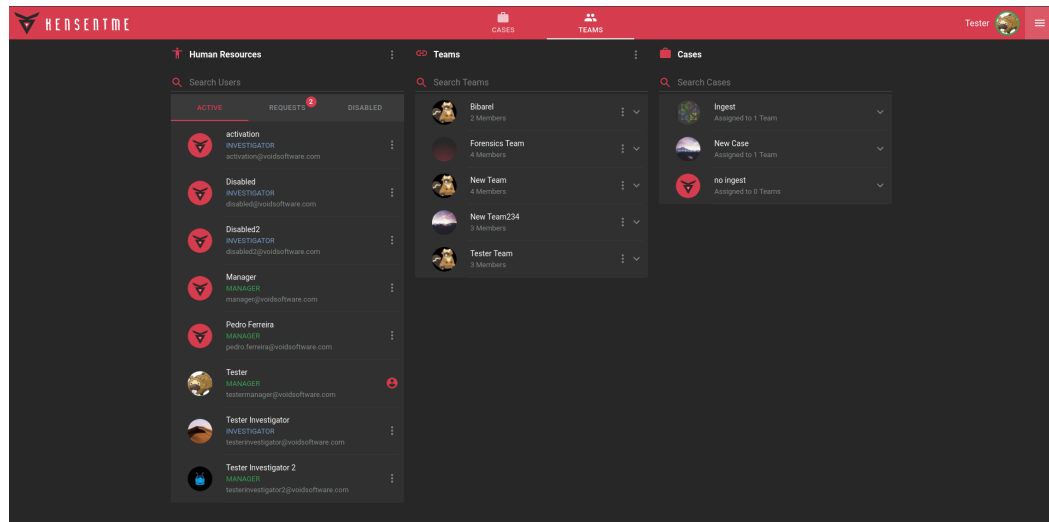 HENSENTME
CASES
TEAMS
Tester
Human Resources
Search Users
ACTIVE
REQUESTS 2
DISABLED
activation
INVESTIGATOR
activation@voidsoftware.com
Disabled
INVESTIGATOR
disabled@voidsoftware.com
Disabled2
INVESTIGATOR
disabled2@voidsoftware.com
Manager
MANAGER
manager@voidsoftware.com
Pedro Ferreira
MANAGER
pedro.ferreira@voidsoftware.com
Tester
MANAGER
testermanager@voidsoftware.com
Tester Investigator
INVESTIGATOR
testerinvestigator@voidsoftware.com
Tester Investigator 2
MANAGER
testerinvestigator2@voidsoftware.com
Teams
Search Teams
Bibarel
2 Members
Forensics Team
4 Members
New Team
4 Members
New Team234
3 Members
Tester Team
3 Members
Cases
Search Cases
Ingest
Assigned to 1 Team
New Case
Assigned to 1 Team
no ingest
Assigned to 0 Teams